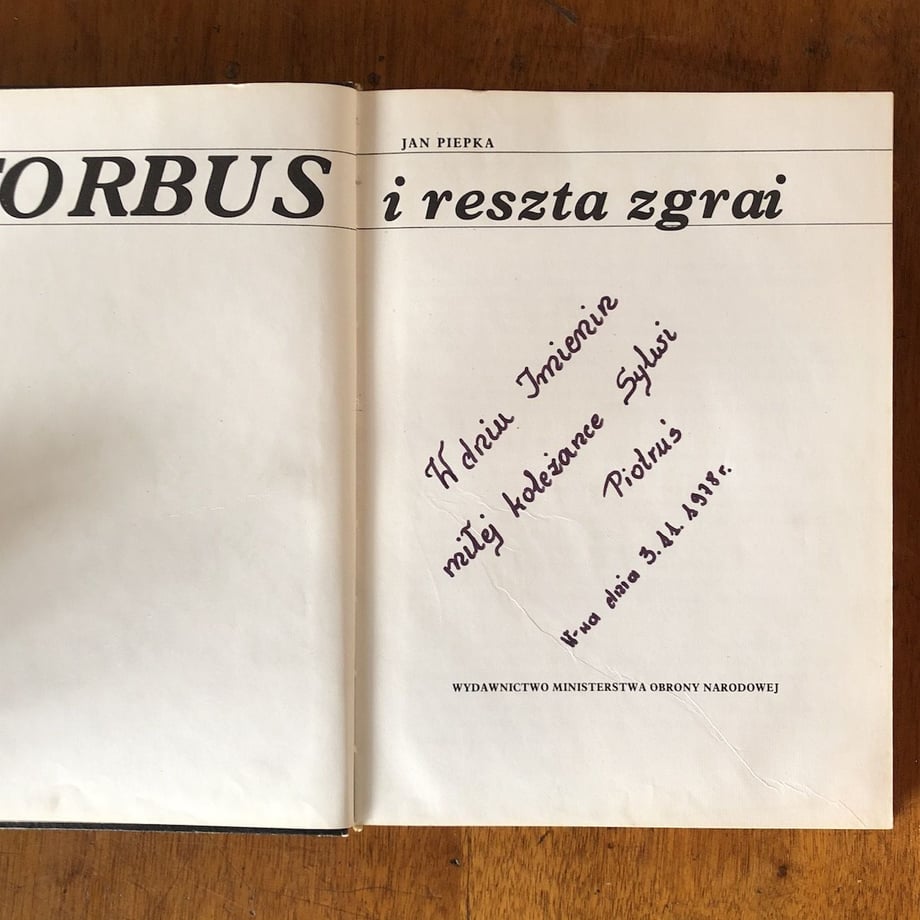 JAN PIEPKA
TORBUS i reszta zgrai
W dniu Imienin
miłej koleżance Sylwi
Piotruś
W-wa dnia 3.11.1978 r.
WYDAWNICTWO MINISTERSTWA OBRONY NARODOWEJ